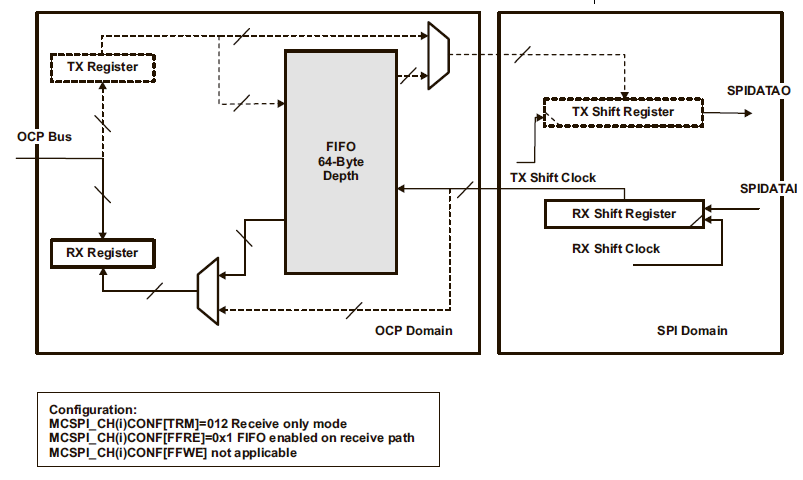 TX Register
OCP Bus
FIFO
64-Byte
Depth
RX Register
OCP Domain
SPIDATAO
TX Shift Register
TX Shift Clock
SPIDATAI
RX Shift Register
RX Shift Clock
SPI Domain
Configuration:
MCSPI_CH(i)CONF[TRM]=012 Receive only mode
MCSPI_CH(i)CONF[FFRE]=0x1 FIFO enabled on receive path
MCSPI_CH(i)CONF[FFWE] not applicable